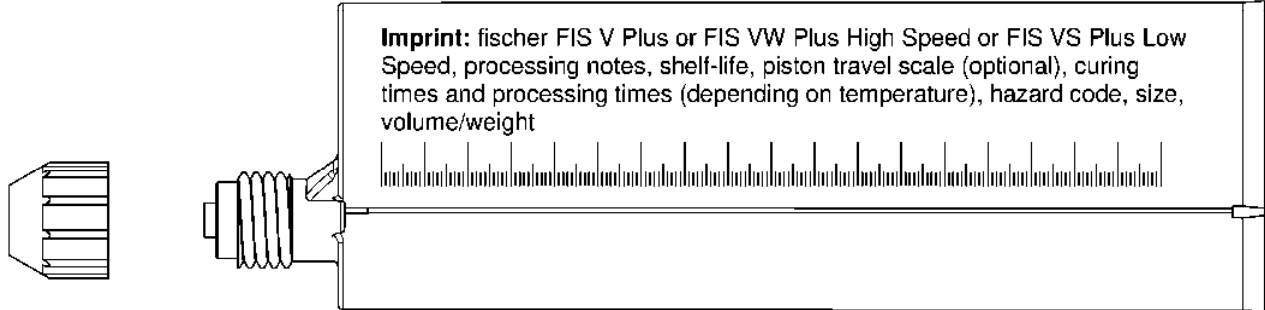 Imprint: fischer FIS V Plus or FIS VW Plus High Speed or FIS VS Plus Low
Speed, processing notes, shelf-life, piston travel scale (optional), curing
times and processing times (depending on temperature), hazard code, size,
volume/weight